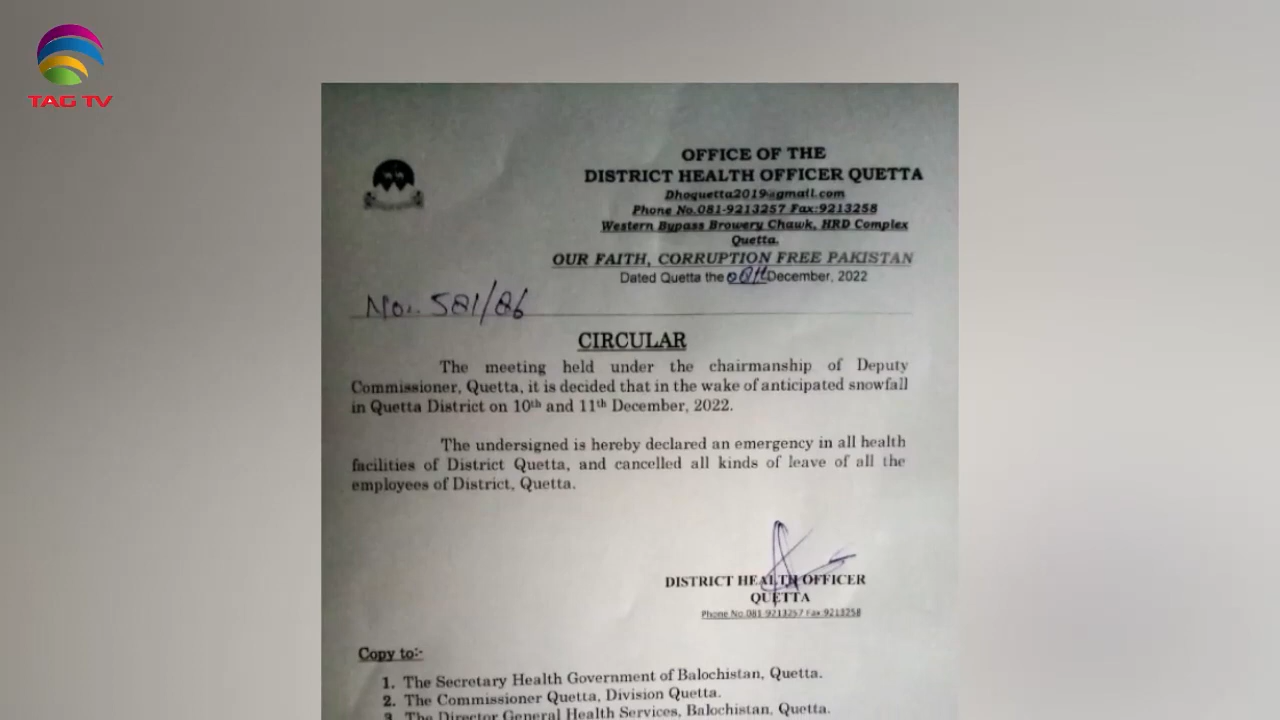 TAG TV
OFFICE OF THE
DISTRICT HEALTH OFFICER QUETTA
Dhoquetta2019@gmail.com
Phone No.081-9213257 Fax:9213258
Western Bypass Browery Chawk, HRD Complex
Quetta.
OUR FAITH, CORRUPTION FREE PAKISTAN
Dated Quetta the December, 2022
No.. 581/86
CIRCULAR
The meeting held under the chairmanship of Deputy
Commissioner, Quetta, it is decided that in the wake of anticipated snowfall
in Quetta District on 10th and 11th December, 2022.
The undersigned is hereby declared an emergency in all health
facilities of District Quetta, and cancelled all kinds of leave of all the
employees of District, Quetta.
DISTRICT HEALTH OFFICER
QUETTA
Phone No.081-9213257 Fax:9213258
Copy to:-
1. The Secretary Health Government of Balochistan, Quetta.
2. The Commissioner Quetta, Division Quetta.
3. The Director General Health Services, Balochistan, Quetta.